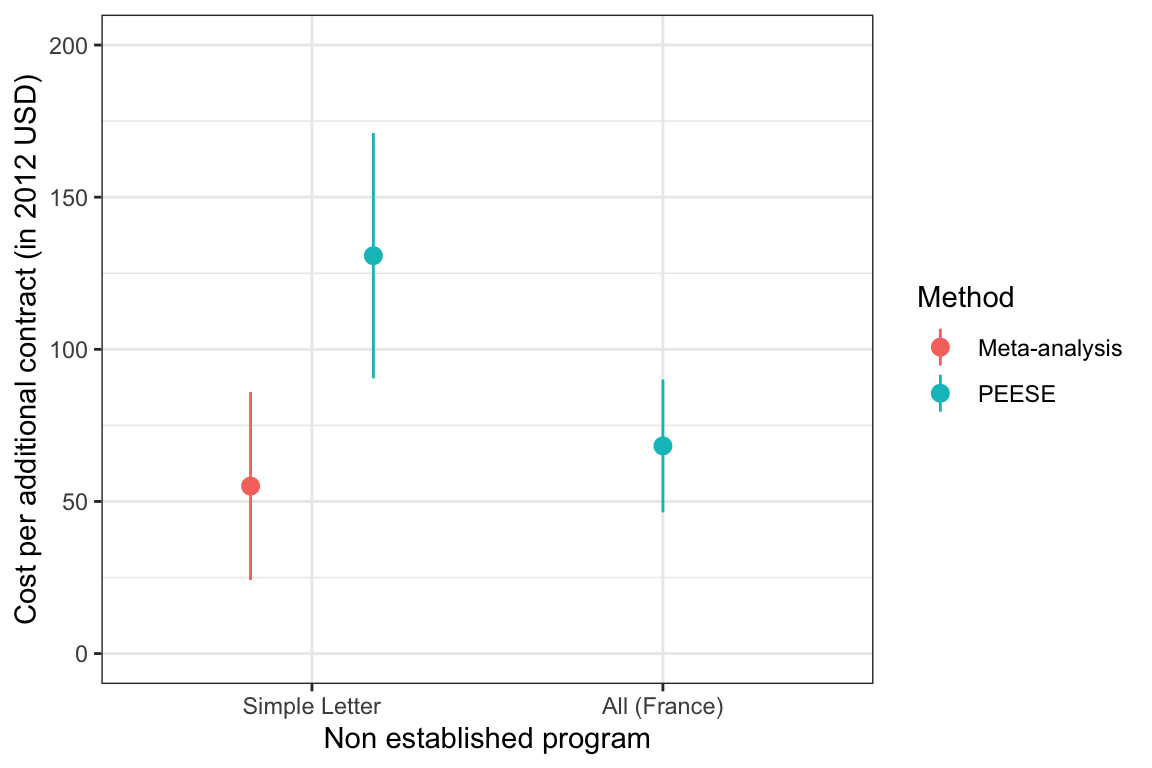 Cost per additional contract (in 2012 USD)
200
150
100
50
0
Simple Letter
All (France)
Non established program
Method
Meta-analysis
PEESE